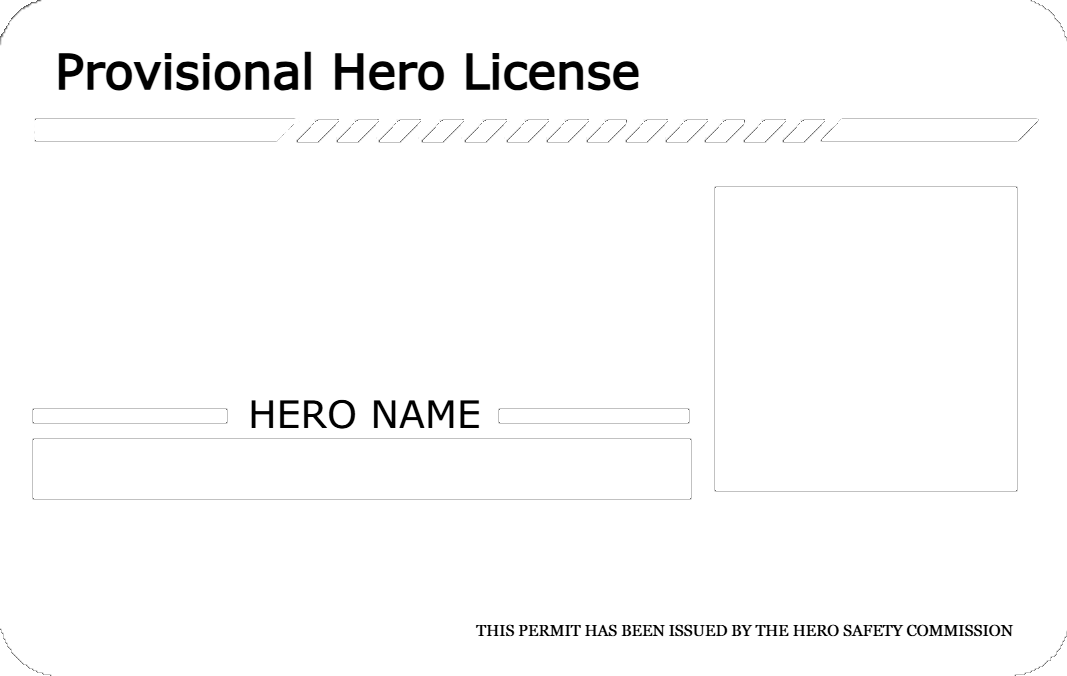 Provisional Hero License
HERO NAME
THIS PERMIT HAS BEEN ISSUED BY THE HERO SAFETY COMMISSION